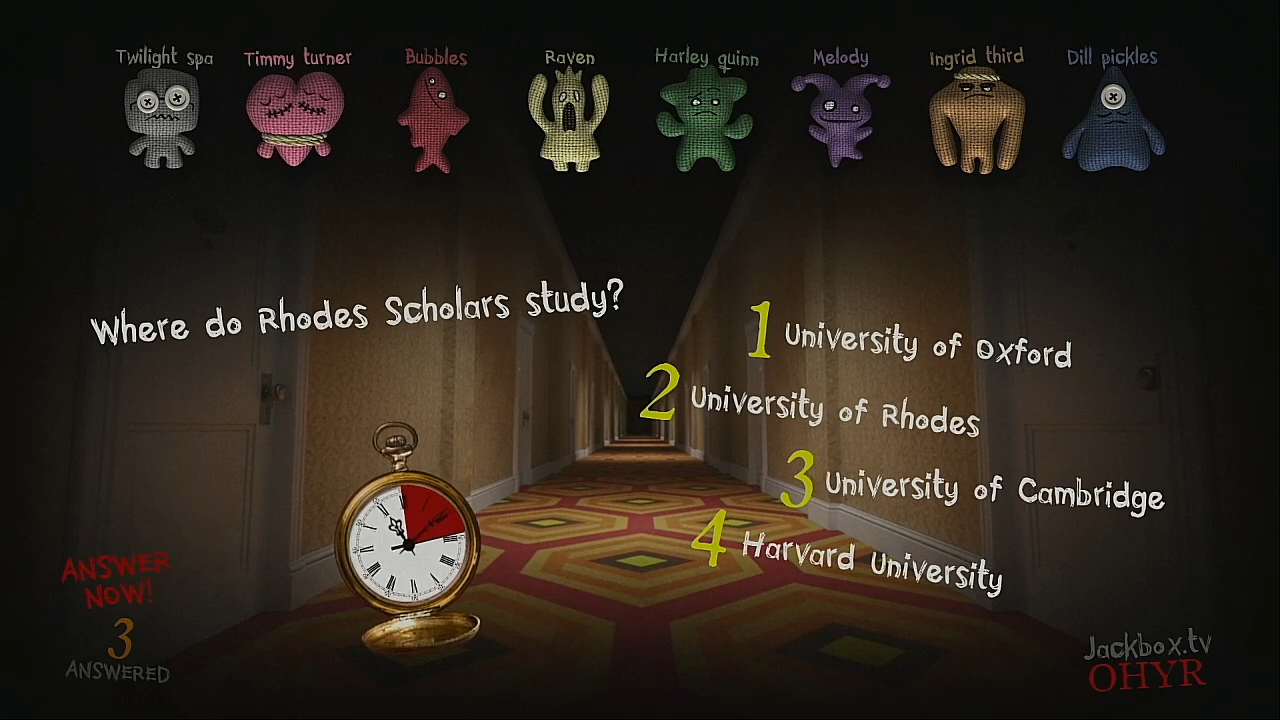 Twilight spa
Timmy turner
Bubbles
Raven
Harley quinn
Melody
Ingrid third
Dill pickles
Where do Rhodes Scholars study?
1 University of Oxford
2 University of Rhodes
3 University of Cambridge
4 Harvard University
ANSWER
NOW!
3
ANSWERED
Jackbox.tv
OHYR